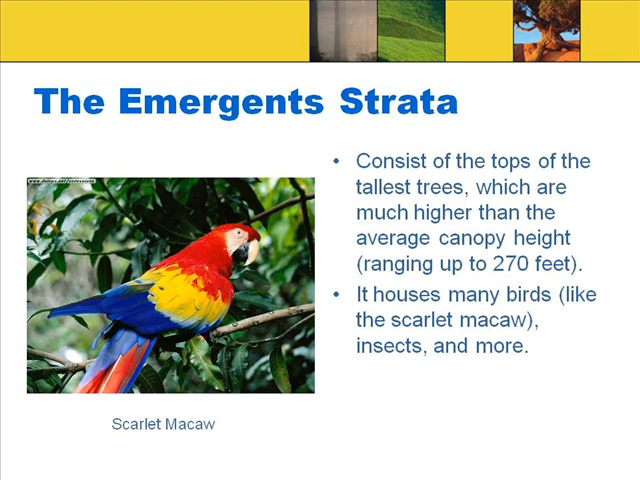 The Emergents Strata
• Consist of the tops of the
tallest trees, which are
much higher than the
average canopy height
(ranging up to 270 feet).
• It houses many birds (like
the scarlet macaw),
insects, and more.
Scarlet Macaw